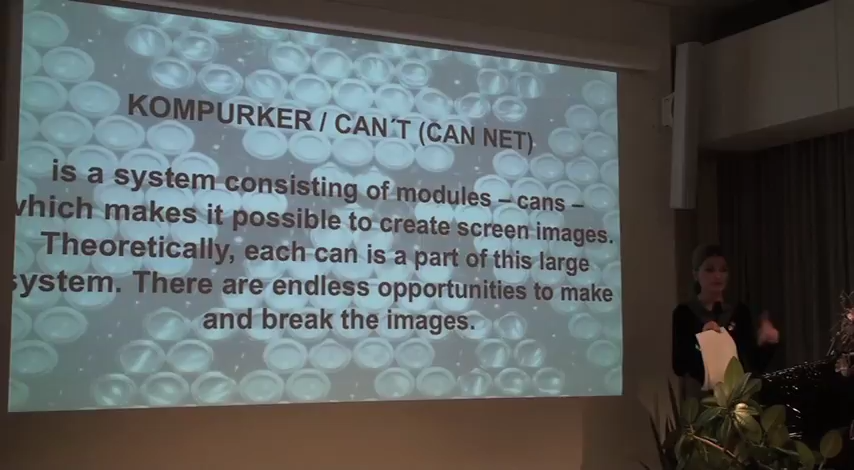 KOMPURKER / CAN´T (CAN NET)
is a system consisting of modules – cans –
which makes it possible to create screen images.
Theoretically, each can is a part of this large
system. There are endless opportunities to make
and break the images.